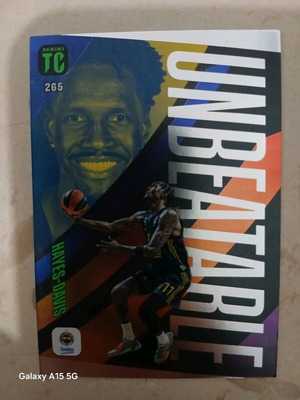 PANINI
TC
265
UNBEATABLE
HAYES-DAVIS
Galaxy A15 5G